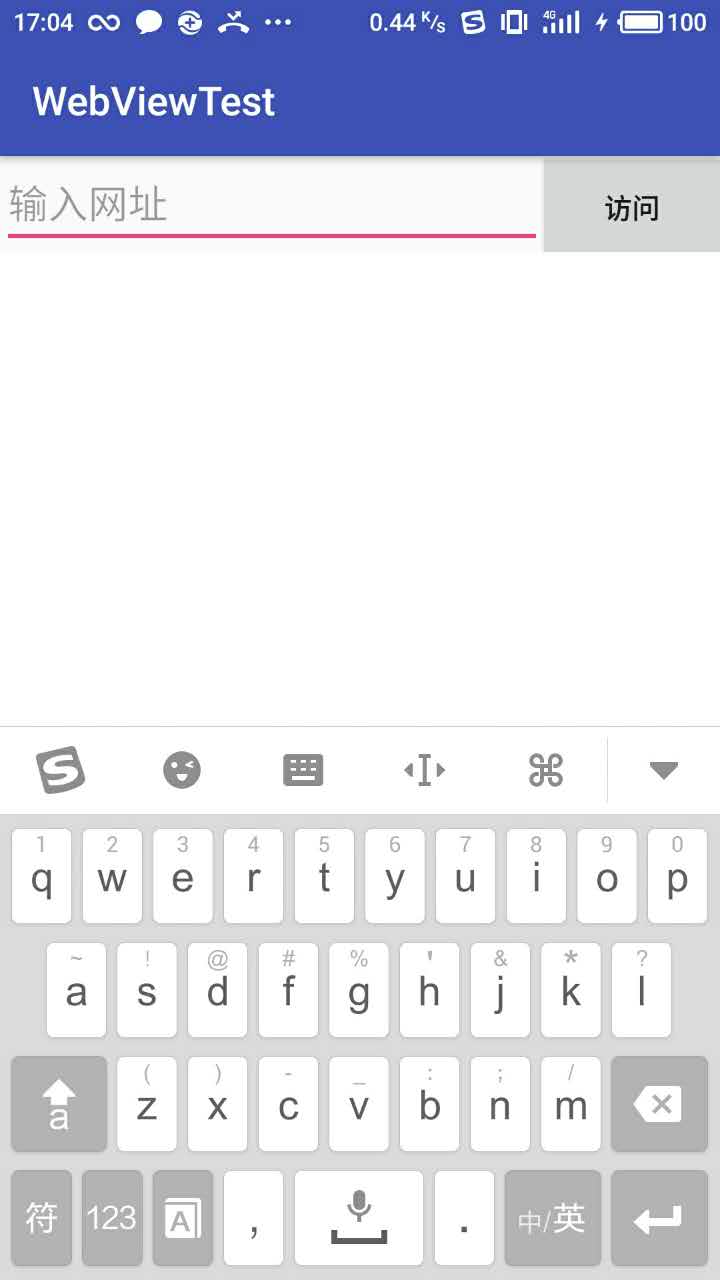 17:04 0.44 K/s 4G 100
WebViewTest
输入网址 访问
1 2 3 4 5 6 7 8 9 0
q w e r t y u i o p
~ ! @ # % ' & * ?
a s d f g h j k l
( ) - _ : ; /
a z x c v b n m
符 123 A , . 中/英